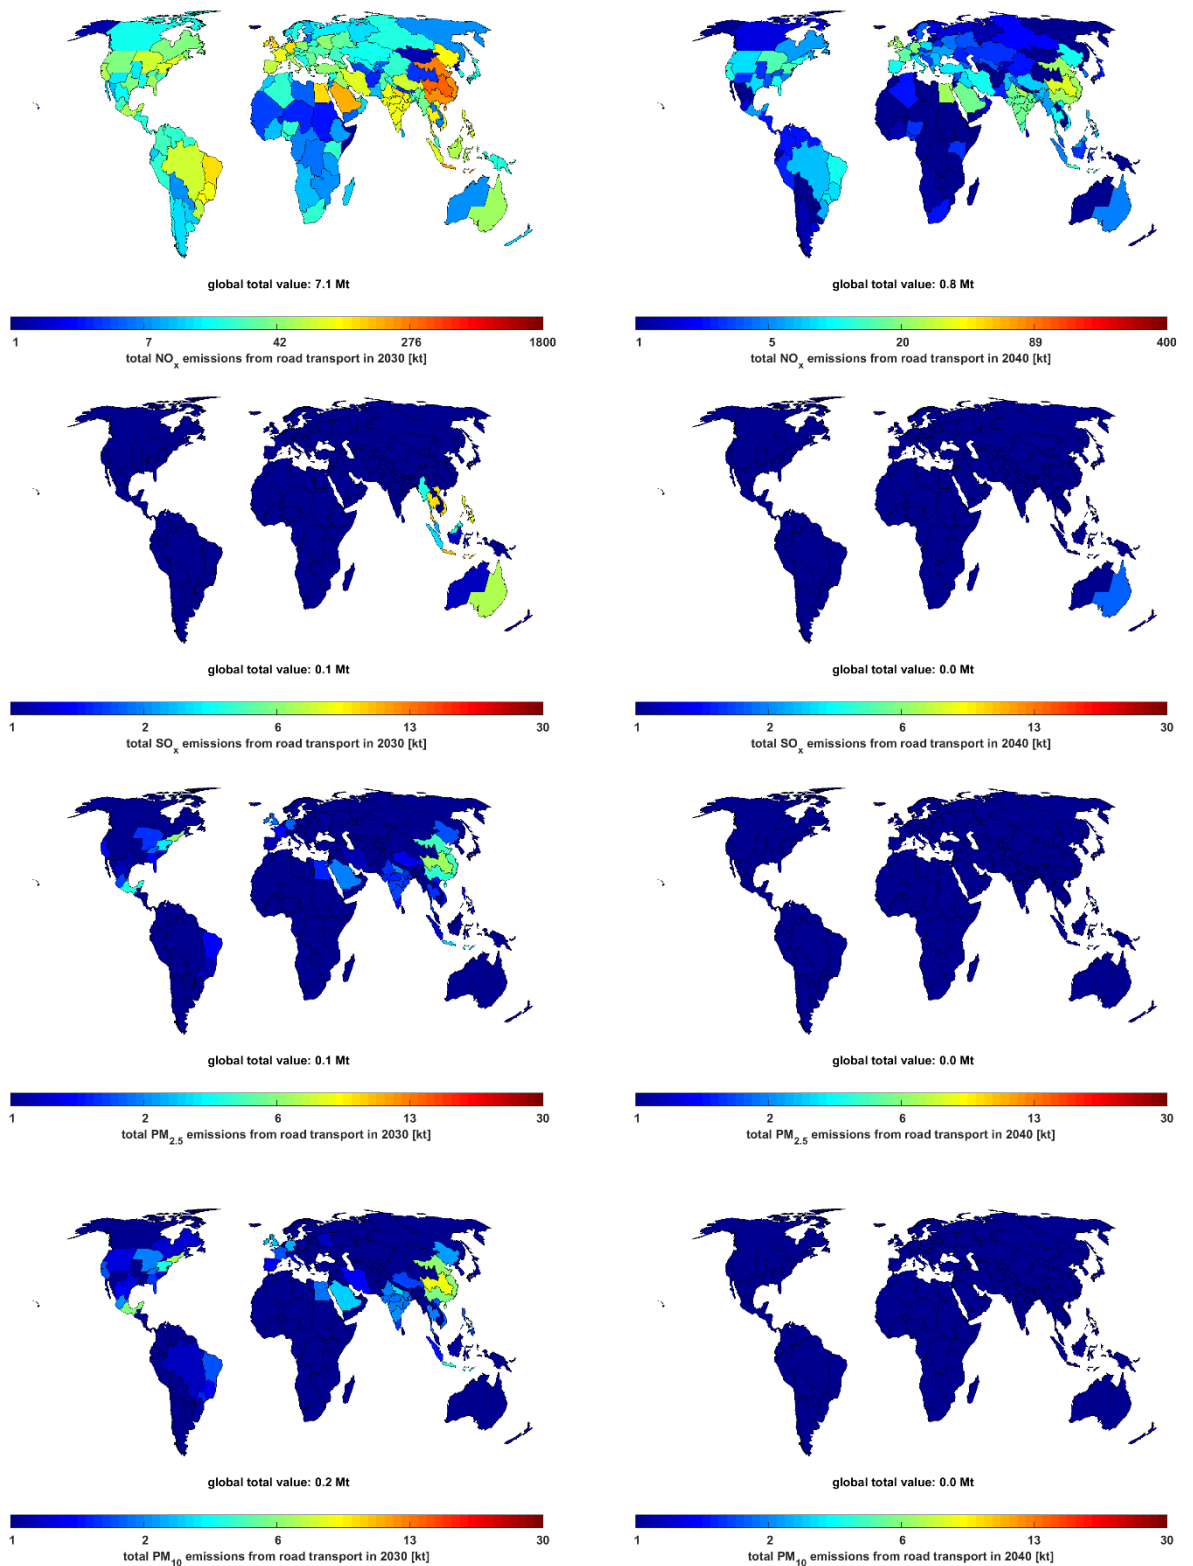 global total value: 7.1 Mt
global total value: 0.8 Mt
1 7 42 276 1800
1 5 20 89 400
total NOx emissions from road transport in 2030 [kt]
total NOx emissions from road transport in 2040 [kt]
global total value: 0.1 Mt
global total value: 0.0 Mt
1 2 6 13 30
1 2 6 13 30
total SOx emissions from road transport in 2030 [kt]
total SOx emissions from road transport in 2040 [kt]
global total value: 0.1 Mt
global total value: 0.0 Mt
1 2 6 13 30
1 2 6 13 30
total PM2.5 emissions from road transport in 2030 [kt]
total PM2.5 emissions from road transport in 2040 [kt]
global total value: 0.2 Mt
global total value: 0.0 Mt
1 2 6 13 30
1 2 6 13 30
total PM10 emissions from road transport in 2030 [kt]
total PM10 emissions from road transport in 2040 [kt]